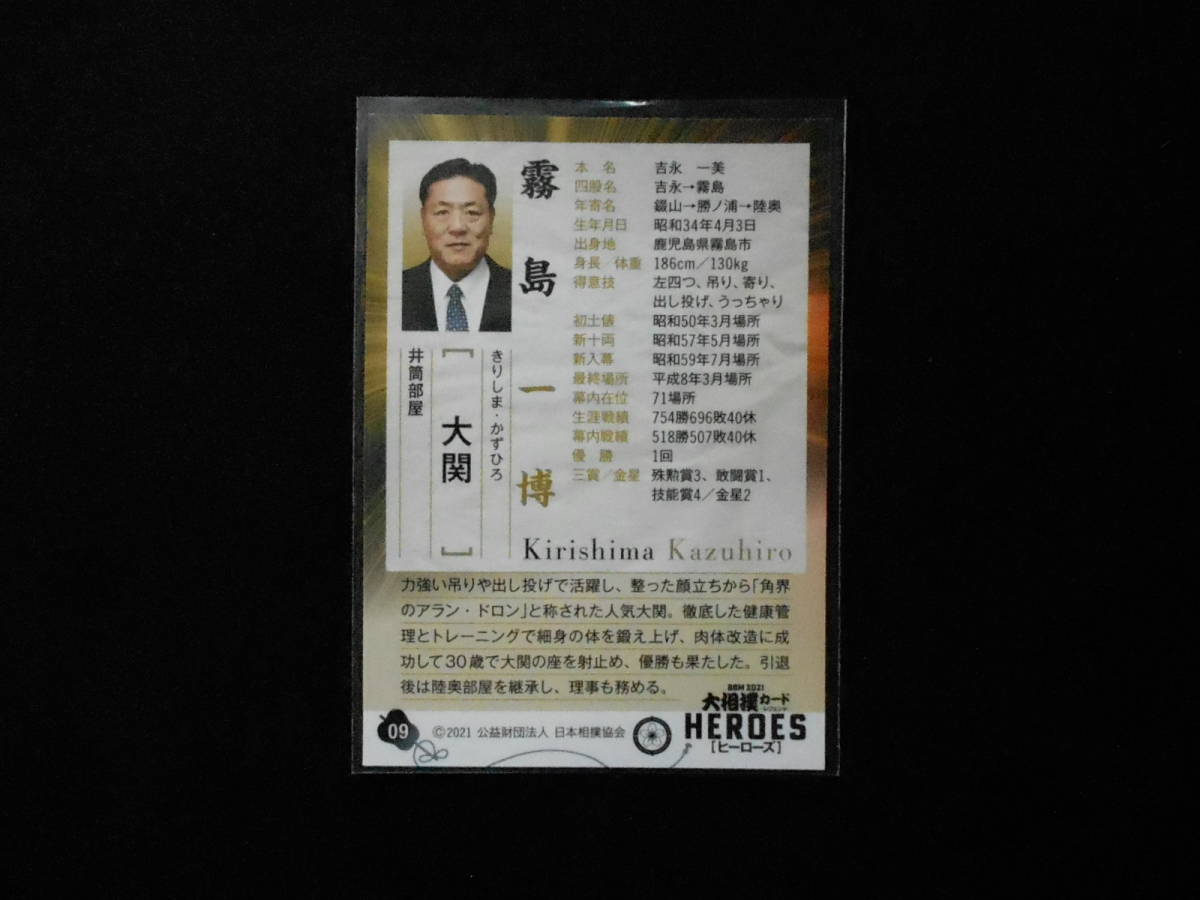 霧島一博
きりしま・かずひろ
[大関]
井筒部屋
本名 吉永 一美
四股名 吉永→霧島
年寄名 錣山→勝ノ浦→陸奥
生年月日 昭和34年4月3日
出身地 鹿児島県霧島市
身長/体重 186cm/130kg
得意技 左四つ、吊り、寄り、
出し投げ、うっちゃり
初土俵 昭和50年3月場所
新十両 昭和57年5月場所
新入幕 昭和59年7月場所
最終場所 平成8年3月場所
幕内在位 71場所
生涯戦績 754勝696敗40休
幕内戦績 518勝507敗40休
優勝 1回
三賞/金星 殊勲賞3、敢闘賞1、
技能賞4/金星2
Kirishima Kazuhiro
力強い吊りや出し投げで活躍し、整った顔立ちから「角界
のアラン・ドロン」と称された人気大関。徹底した健康管
理とトレーニングで細身の体を鍛え上げ、肉体改造に成
功して30歳で大関の座を射止め、優勝も果たした。引退
後は陸奥部屋を継承し、理事も務める。
BBM 2021
大相撲カード
レジェンド
HEROES
[ヒーローズ]
09 ©2021 公益財団法人 日本相撲協会